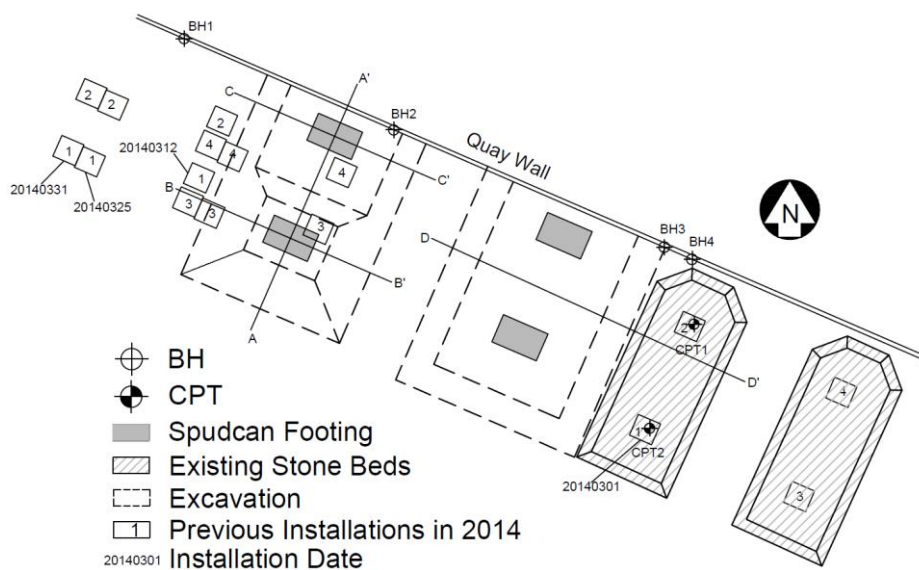 BH1
A'
C
BH2
2
2
2
4
4
4
Quay Wall
N
20140312
1
1
1
C'
20140331
20140325
B
3
3
3
D
BH3
BH4
B'
A
2
CPT1
D'
4
1
CPT2
20140301
3
BH
CPT
Spudcan Footing
Existing Stone Beds
Excavation
1 Previous Installations in 2014
20140301 Installation Date